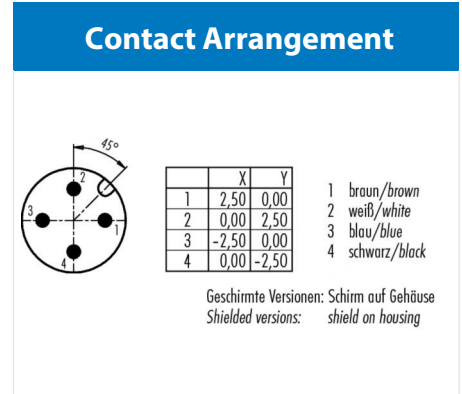 Contact Arrangement
45°
2
3
1
4
X Y
1 2,50 0,00
2 0,00 2,50
3 -2,50 0,00
4 0,00 -2,50
1 braun/brown
2 weiß/white
3 blau/blue
4 schwarz/black
Geschirmte Versionen: Schirm auf Gehäuse
Shielded versions: shield on housing